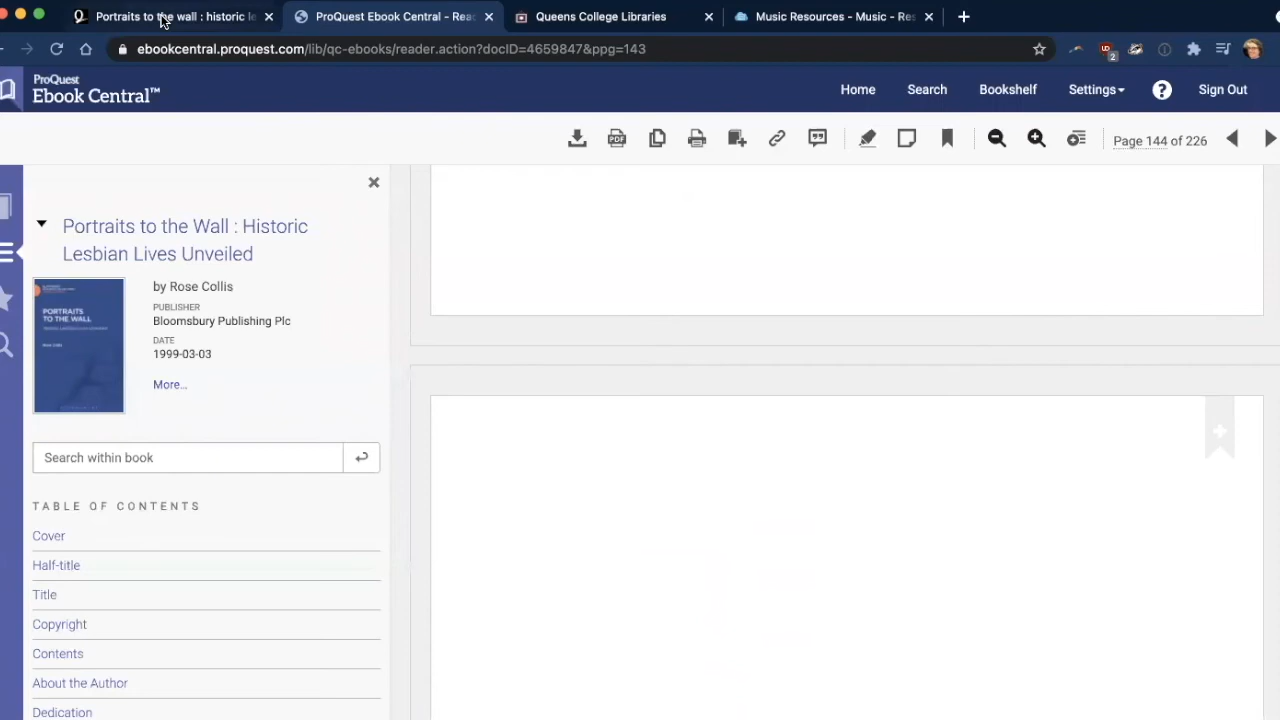 Portraits to the wall : historic le
ProQuest Ebook Central - Reac
Queens College Libraries
Music Resources - Music - Res
ebookcentral.proquest.com/lib/qc-ebooks/reader.action?docID=4659847&ppg=143
2
ProQuest
Ebook Central™
Home
Search
Bookshelf
Settings
?
Sign Out
PDF
Page 144 of 226
Portraits to the Wall : Historic
Lesbian Lives Unveiled
PORTRAITS
TO THE WALL
by Rose Collis
PUBLISHER
Bloomsbury Publishing Plc
DATE
1999-03-03
More...
Search within book
TABLE OF CONTENTS
Cover
Half-title
Title
Copyright
Contents
About the Author
Dedication